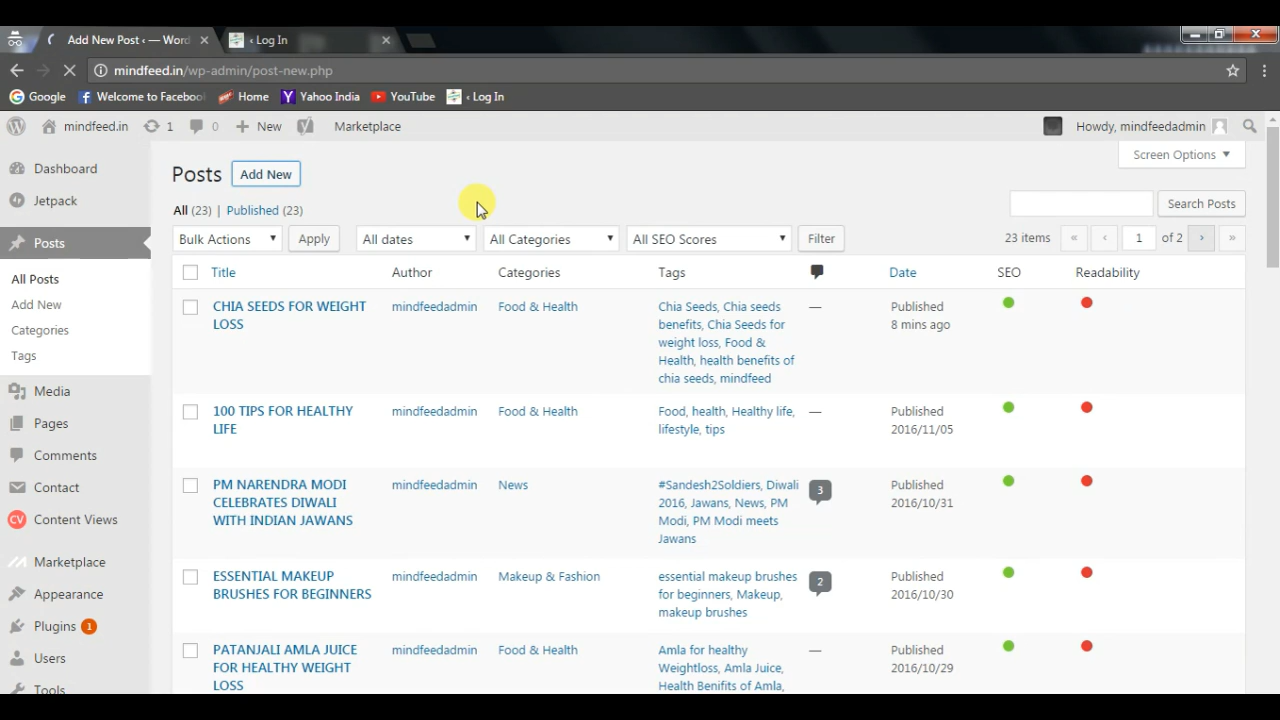 Add New Post ‹ — Word
‹ Log In
mindfeed.in/wp-admin/post-new.php
Google
Welcome to Faceboo
Home
Yahoo India
YouTube
‹ Log In
mindfeed.in
1
0
New
Marketplace
Howdy, mindfeedadmin
Dashboard
Jetpack
Posts
All Posts
Add New
Categories
Tags
Media
Pages
Comments
Contact
Content Views
Marketplace
Appearance
Plugins 1
Users
Tools
Screen Options
Posts Add New
All (23) | Published (23)
Search Posts
Bulk Actions
Apply
All dates
All Categories
All SEO Scores
Filter
23 items « ‹ 1 of 2 › »
Title
Author
Categories
Tags
Date
SEO
Readability
CHIA SEEDS FOR WEIGHT
LOSS
mindfeedadmin
Food & Health
Chia Seeds, Chia seeds
benefits, Chia Seeds for
weight loss, Food &
Health, health benefits of
chia seeds, mindfeed
—
Published
8 mins ago
100 TIPS FOR HEALTHY
LIFE
mindfeedadmin
Food & Health
Food, health, Healthy life,
lifestyle, tips
—
Published
2016/11/05
PM NARENDRA MODI
CELEBRATES DIWALI
WITH INDIAN JAWANS
mindfeedadmin
News
#Sandesh2Soldiers, Diwali
2016, Jawans, News, PM
Modi, PM Modi meets
Jawans
3
Published
2016/10/31
ESSENTIAL MAKEUP
BRUSHES FOR BEGINNERS
mindfeedadmin
Makeup & Fashion
essential makeup brushes
for beginners, Makeup,
makeup brushes
2
Published
2016/10/30
PATANJALI AMLA JUICE
FOR HEALTHY WEIGHT
LOSS
mindfeedadmin
Food & Health
Amla for healthy
Weightloss, Amla Juice,
Health Benifits of Amla,
—
Published
2016/10/29